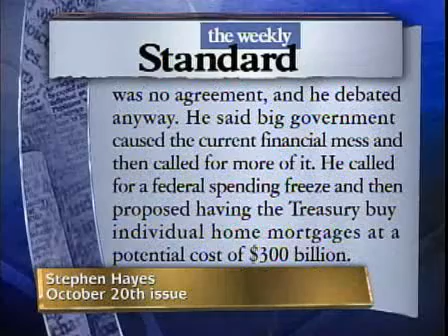 the weekly
Standard
was no agreement, and he debated
anyway. He said big government
caused the current financial mess and
then called for more of it. He called
for a federal spending freeze and then
proposed having the Treasury buy
individual home mortgages at a
potential cost of $300 billion.
Stephen Hayes
October 20th issue